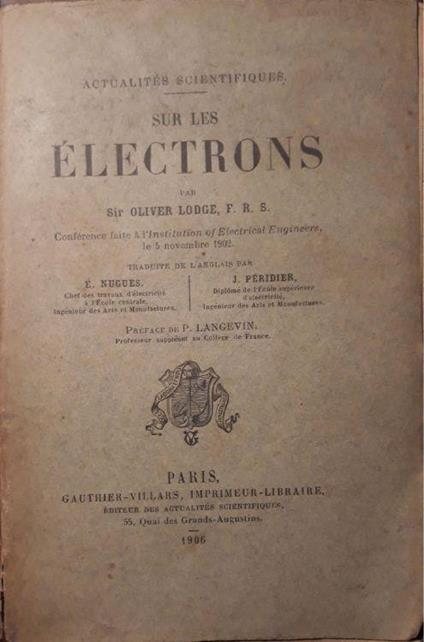 ACTUALITÉS SCIENTIFIQUES.
SUR LES
ÉLECTRONS
PAR
Sir OLIVER LODGE, F. R. S.
Conférence faite à l'Institution of Electrical Engineers,
le 5 novembre 1902.
TRADUITE DE L'ANGLAIS PAR
É. NUGUES,
Chef des travaux d'électricité
à l'École centrale,
Ingénieur des Arts et Manufactures.
J. PÉRIDIER,
Diplômé de l'École supérieure
d'électricité,
Ingénieur des Arts et Manufactures.
PRÉFACE DE P. LANGEVIN,
Professeur suppléant au Collège de France.
PARIS,
GAUTHIER-VILLARS, IMPRIMEUR-LIBRAIRE,
ÉDITEUR DES ACTUALITÉS SCIENTIFIQUES,
55, Quai des Grands-Augustins.
1906